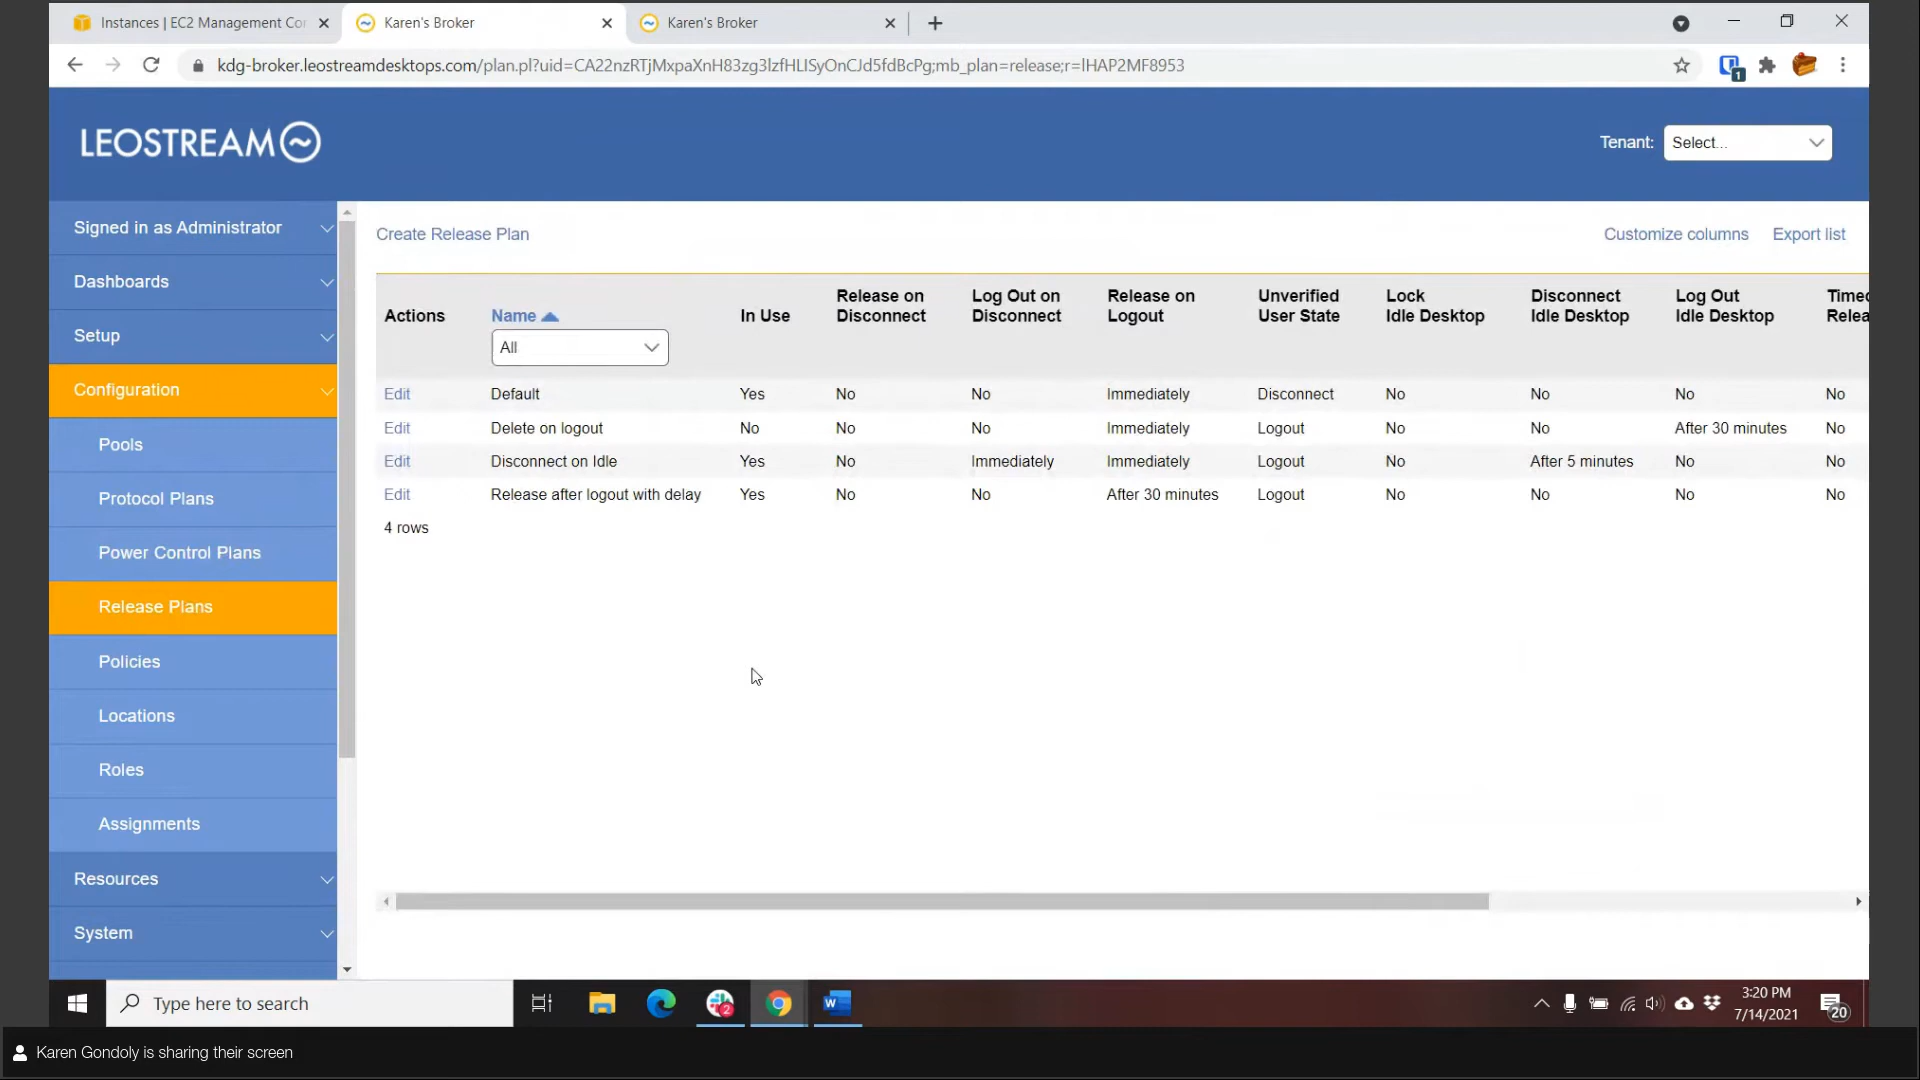 Instances | EC2 Management Cor
Karen's Broker
Karen's Broker
kdg-broker.leostreamdesktops.com/plan.pl?uid=CA22nzRTjMxpaXnH83zg3lzfHLISyOnCJd5fdBcPg;mb_plan=release;r=lHAP2MF8953
1
LEOSTREAM
Tenant: Select...
Signed in as Administrator
Dashboards
Setup
Configuration
Pools
Protocol Plans
Power Control Plans
Release Plans
Policies
Locations
Roles
Assignments
Resources
System
Create Release Plan
Customize columns Export list
Actions Name In Use Release on Disconnect Log Out on Disconnect Release on Logout Unverified User State Lock Idle Desktop Disconnect Idle Desktop Log Out Idle Desktop Timed Relea
All
Edit Default Yes No No Immediately Disconnect No No No No
Edit Delete on logout No No No Immediately Logout No No After 30 minutes No
Edit Disconnect on Idle Yes No Immediately Immediately Logout No After 5 minutes No No
Edit Release after logout with delay Yes No No After 30 minutes Logout No No No No
4 rows
Type here to search
2
W
3:20 PM
7/14/2021
20
Karen Gondoly is sharing their screen